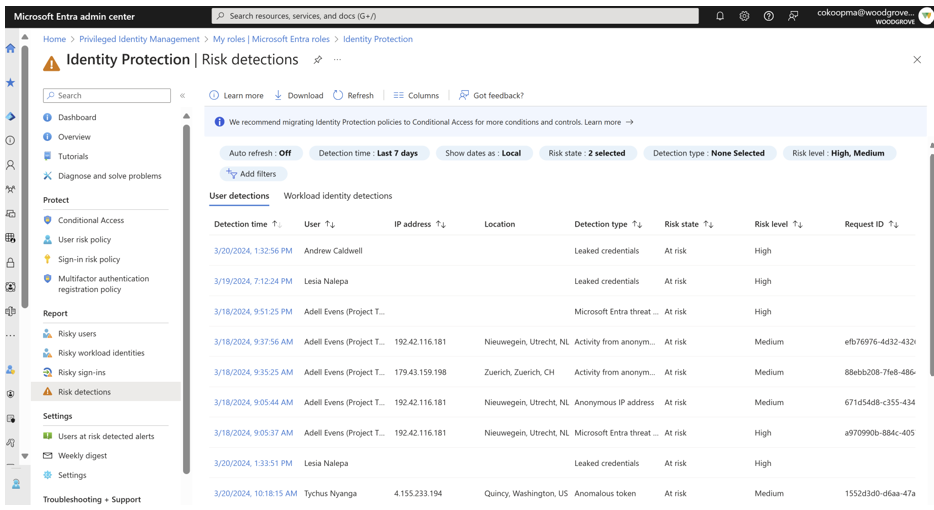 Microsoft Entra admin center
Search resources, services, and docs (G+/)
cokoopma@woodgrove...
WOODGROVE
Home > Privileged Identity Management > My roles | Microsoft Entra roles > Identity Protection
Identity Protection | Risk detections
Search
Learn more Download Refresh Columns Got feedback?
We recommend migrating Identity Protection policies to Conditional Access for more conditions and controls. Learn more →
Auto refresh : Off Detection time : Last 7 days Show dates as : Local Risk state : 2 selected Detection type : None Selected Risk level : High, Medium
Add filters
Dashboard
Overview
Tutorials
Diagnose and solve problems
Protect
Conditional Access
User risk policy
Sign-in risk policy
Multifactor authentication
registration policy
Report
Risky users
Risky workload identities
Risky sign-ins
Risk detections
Settings
Users at risk detected alerts
Weekly digest
Settings
Troubleshooting + Support
User detections Workload identity detections
Detection time User IP address Location Detection type Risk state Risk level Request ID
3/20/2024, 1:32:56 PM Andrew Caldwell Leaked credentials At risk High
3/19/2024, 7:12:24 PM Lesia Nalepa Leaked credentials At risk High
3/18/2024, 9:51:25 PM Adell Evens (Project T... Microsoft Entra threat ... At risk High
3/18/2024, 9:37:56 AM Adell Evens (Project T... 192.42.116.181 Nieuwegein, Utrecht, NL Activity from anonym... At risk Medium efb76976-4d32-432
3/18/2024, 9:35:25 AM Adell Evens (Project T... 179.43.159.198 Zuerich, Zuerich, CH Activity from anonym... At risk Medium 88ebb208-7fe8-486
3/18/2024, 9:05:44 AM Adell Evens (Project T... 192.42.116.181 Nieuwegein, Utrecht, NL Anonymous IP address At risk Medium 671d54d8-c355-434
3/18/2024, 9:05:37 AM Adell Evens (Project T... 192.42.116.181 Nieuwegein, Utrecht, NL Microsoft Entra threat ... At risk High a970990b-884c-405
3/20/2024, 1:33:51 PM Lesia Nalepa Leaked credentials At risk High
3/20/2024, 10:18:15 AM Tychus Nyanga 4.155.233.194 Quincy, Washington, US Anomalous token At risk Medium 1552d3d0-d6aa-47a